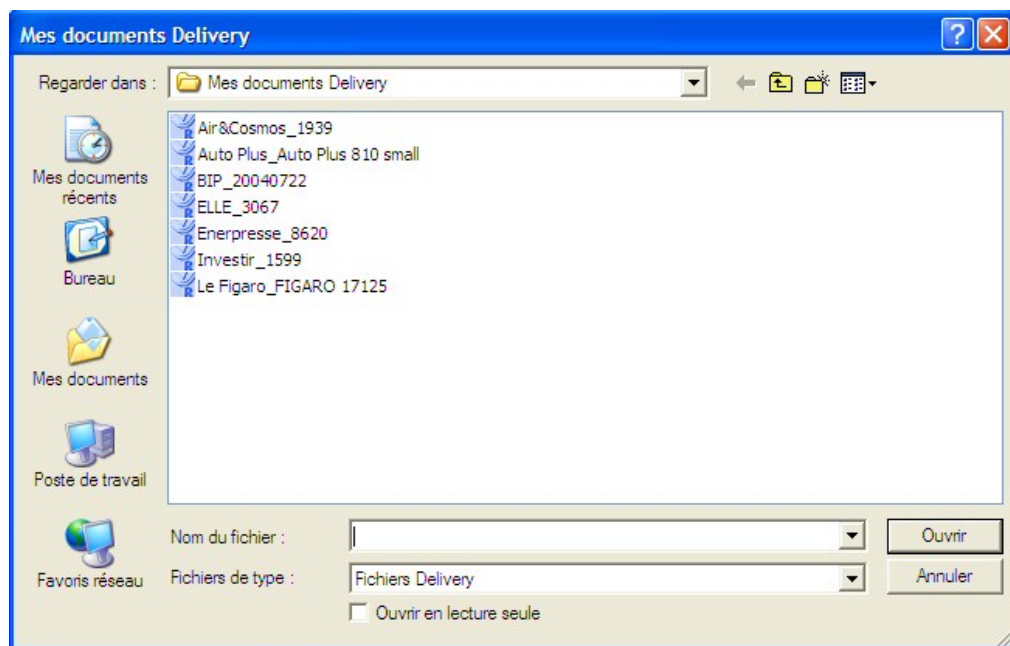 Mes documents Delivery
Regarder dans :
Mes documents Delivery
Mes documents récents
Bureau
Mes documents
Poste de travail
Favoris réseau
Air&Cosmos_1939
Auto Plus_Auto Plus 810 small
BIP_20040722
ELLE_3067
Enerpresse_8620
Investir_1599
Le Figaro_FIGARO 17125
Nom du fichier :
Ouvrir
Fichiers de type :
Fichiers Delivery
Annuler
Ouvrir en lecture seule